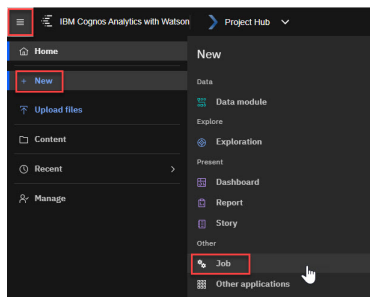 IBM Cognos Analytics with Watson
Project Hub
Home
New
Upload files
Content
Recent
Manage
New
Data
Data module
Explore
Exploration
Present
Dashboard
Report
Story
Other
Job
Other applications